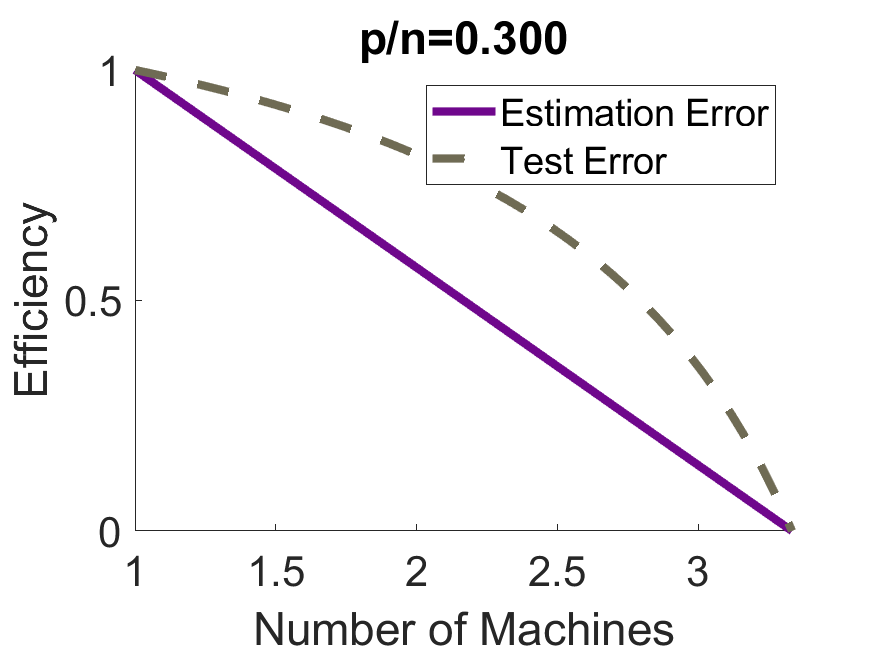 p/n=0.300
1
Estimation Error
Test Error
Efficiency
0.5
0
1 1.5 2 2.5 3
Number of Machines